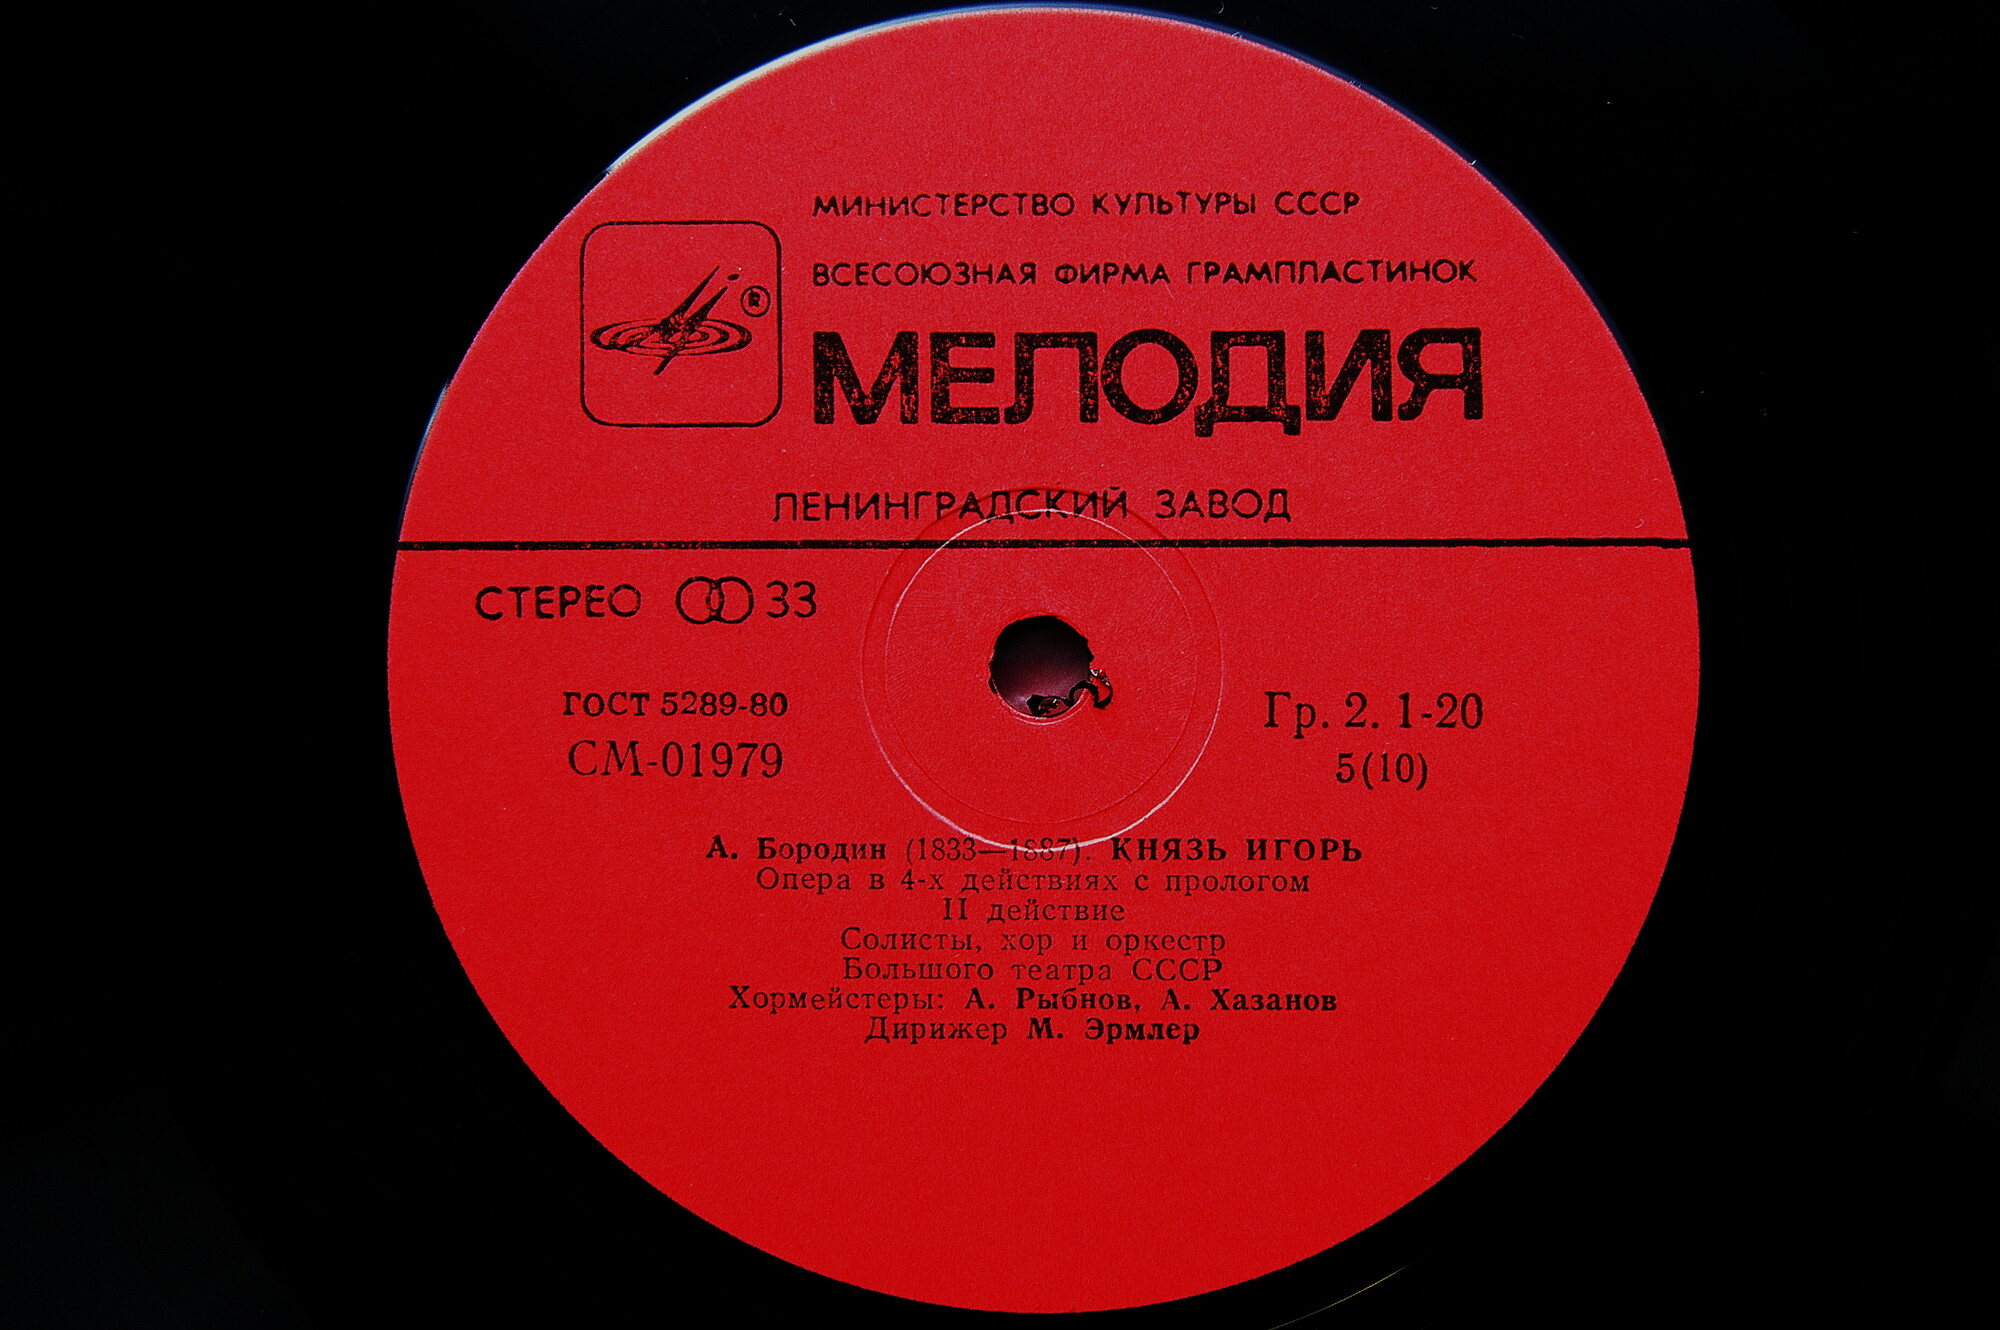 МИНИСТЕРСТВО КУЛЬТУРЫ СССР
ВСЕСОЮЗНАЯ ФИРМА ГРАМПЛАСТИНОК
®
МЕЛОДИЯ
ЛЕНИНГРАДСКИЙ ЗАВОД
СТЕРЕО 33
ГОСТ 5289-80
Гр. 2. 1-20
СМ-01979
5(10)
А. Бородин (1833—1887). КНЯЗЬ ИГОРЬ
Опера в 4-х действиях с прологом
II действие
Солисты, хор и оркестр
Большого театра СССР
Хормейстеры: А. Рыбнов, А. Хазанов
Дирижер М. Эрмлер